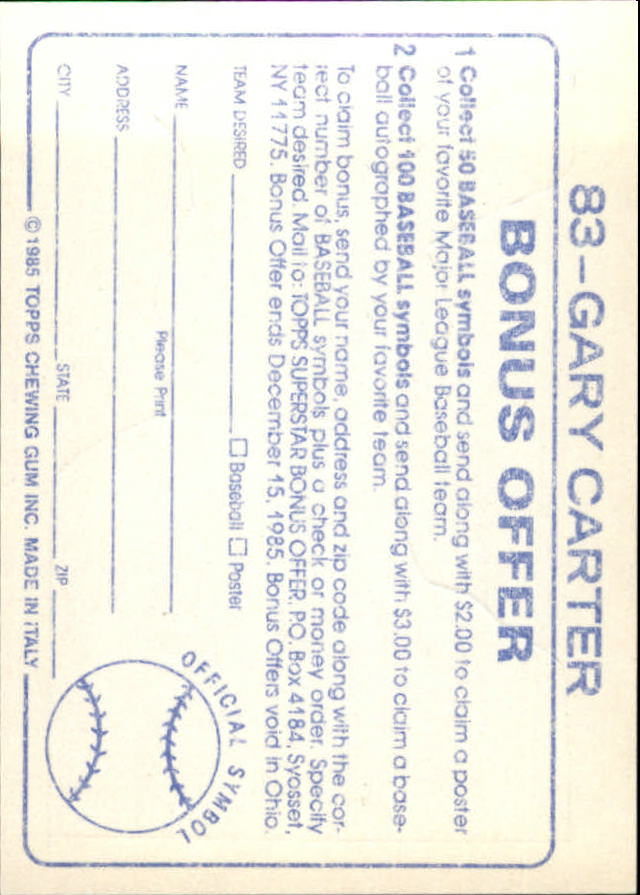 83-GARY CARTER
BONUS OFFER
1 Collect 50 BASEBALL symbols and send along with $2.00 to claim a poster
of your favorite Major League Baseball team.
2 Collect 100 BASEBALL symbols and send along with $3.00 to claim a base-
ball autographed by your favorite team.
To claim bonus, send your name, address and zip code along with the cor-
rect number of BASEBALL symbols plus a check or money order. Specify
team desired. Mail to: TOPPS SUPERSTAR BONUS OFFER, P.O. Box 4184, Syosset,
NY 11775. Bonus Offer ends December 15, 1985. Bonus Offers void in Ohio.
TEAM DESIRED Baseball Poster
NAME
Please Print
ADDRESS
CITY STATE ZIP
OFFICIAL SYMBOL
© 1985 TOPPS CHEWING GUM INC. MADE IN ITALY